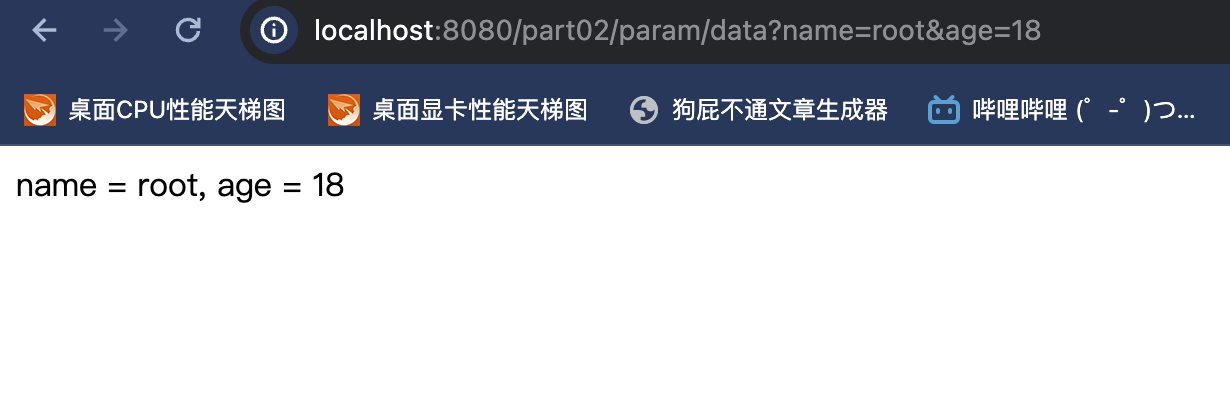 localhost:8080/part02/param/data?name=root&age=18
桌面CPU性能天梯图 桌面显卡性能天梯图 狗屁不通文章生成器 哔哩哔哩 (゜-゜)つ...
name = root, age = 18